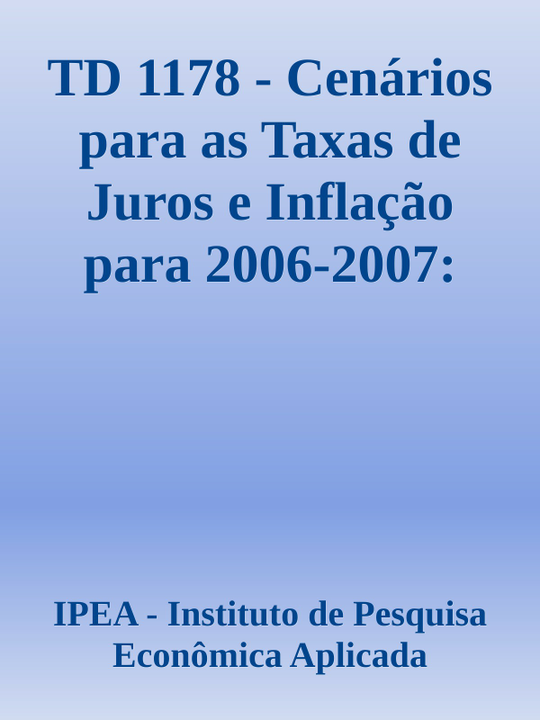 TD 1178 - Cenários
para as Taxas de
Juros e Inflação
para 2006-2007:
IPEA - Instituto de Pesquisa
Econômica Aplicada